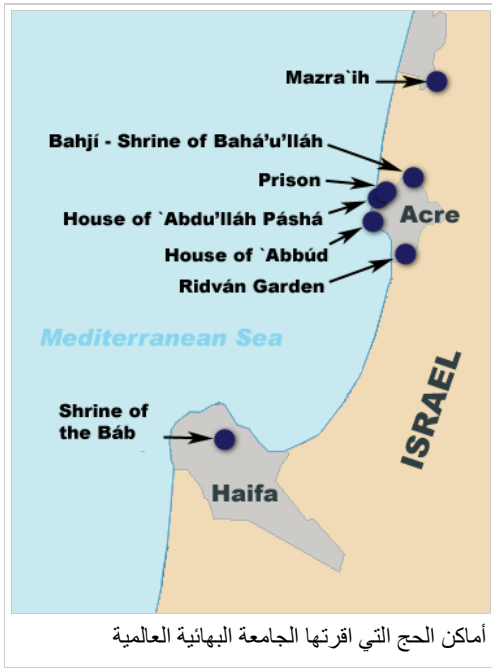 Mazra`ih
Bahjí - Shrine of Bahá’u’lláh
Prison
House of `Abdu’lláh Páshá
Acre
House of `Abbúd
Ridván Garden
Mediterranean Sea
ISRAEL
Shrine of
the Báb
Haifa
أماكن الحج التي اقرتها الجامعة البهائية العالمية